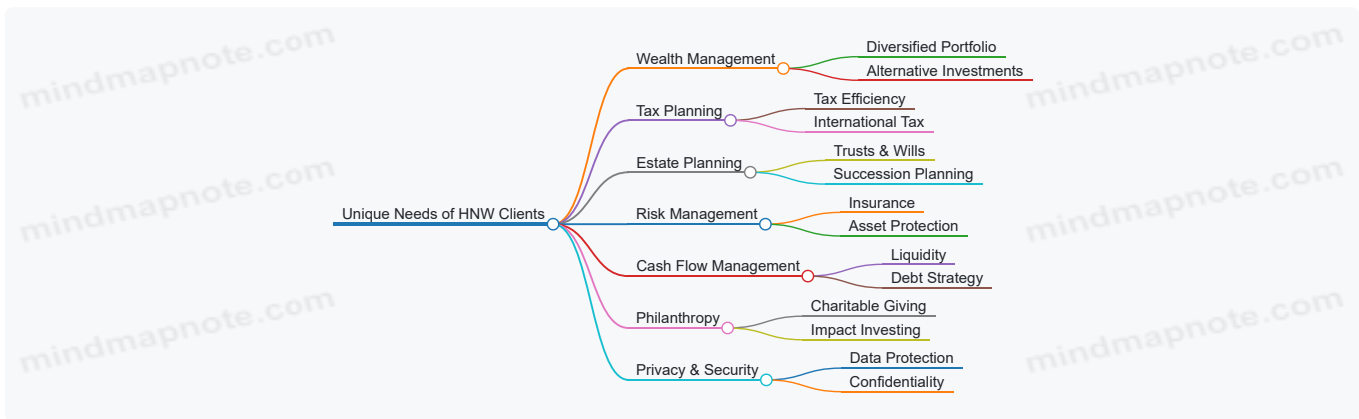 mindmapnote.com
mindmapnote.com
Unique Needs of HNW Clients
Wealth Management
Diversified Portfolio
Alternative Investments
Tax Planning
Tax Efficiency
International Tax
Estate Planning
Trusts & Wills
Succession Planning
Risk Management
Insurance
Asset Protection
Cash Flow Management
Liquidity
Debt Strategy
Philanthropy
Charitable Giving
Impact Investing
Privacy & Security
Data Protection
Confidentiality
mindmapnote.com
mindmapnote.com
mindmapnote.com
mindmapnote.com